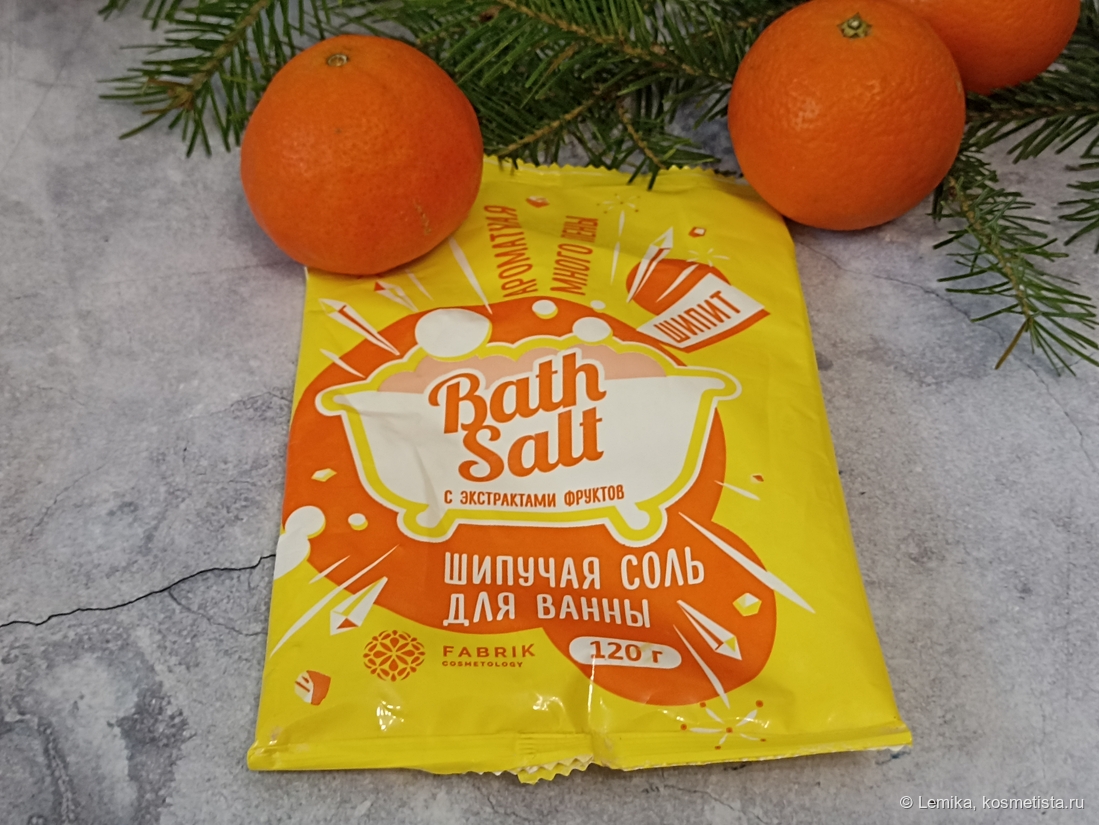 АРОМАТНАЯ
МНОГО ПЕНЫ
ШИПИТ
Bath
Salt
С ЭКСТРАКТАМИ ФРУКТОВ
ШИПУЧАЯ СОЛЬ
ДЛЯ ВАННЫ
120 г
FABRIK
COSMETOLOGY
© Lemika, kosmetista.ru